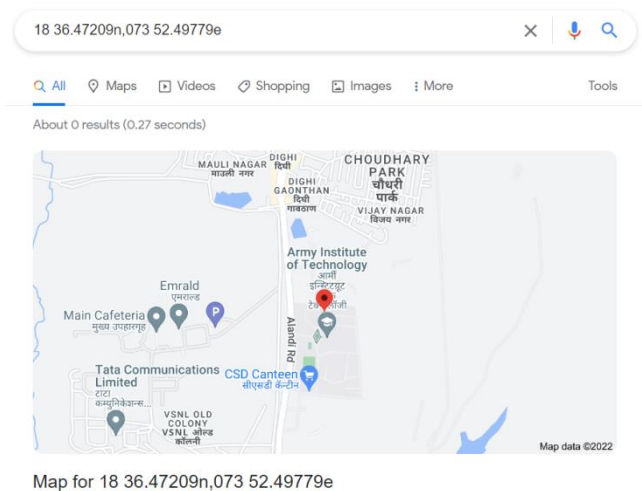 18 36.47209n,073 52.49779e
All Maps Videos Shopping Images More Tools
About 0 results (0.27 seconds)
MAULI NAGAR
माउली नगर
DIGHI
दिघी
DIGHI
GAONTHAN
दिघी
गावठाण
CHOUDHARY
PARK
चौधरी
पार्क
VIJAY NAGAR
विजय नगर
Army Institute
of Technology
आर्मी
इन्स्टिट्यूट
Emrald
एमराल्ड
P
Main Cafeteria
मुख्य उपहारगृह
Alandi Rd
Tata Communications
Limited
टाटा
कम्युनिकेशन्स...
CSD Canteen
सीएसडी कॅन्टीन
VSNL OLD
COLONY
VSNL ओल्ड
कॉलनी
Map data ©2022
Map for 18 36.47209n,073 52.49779e